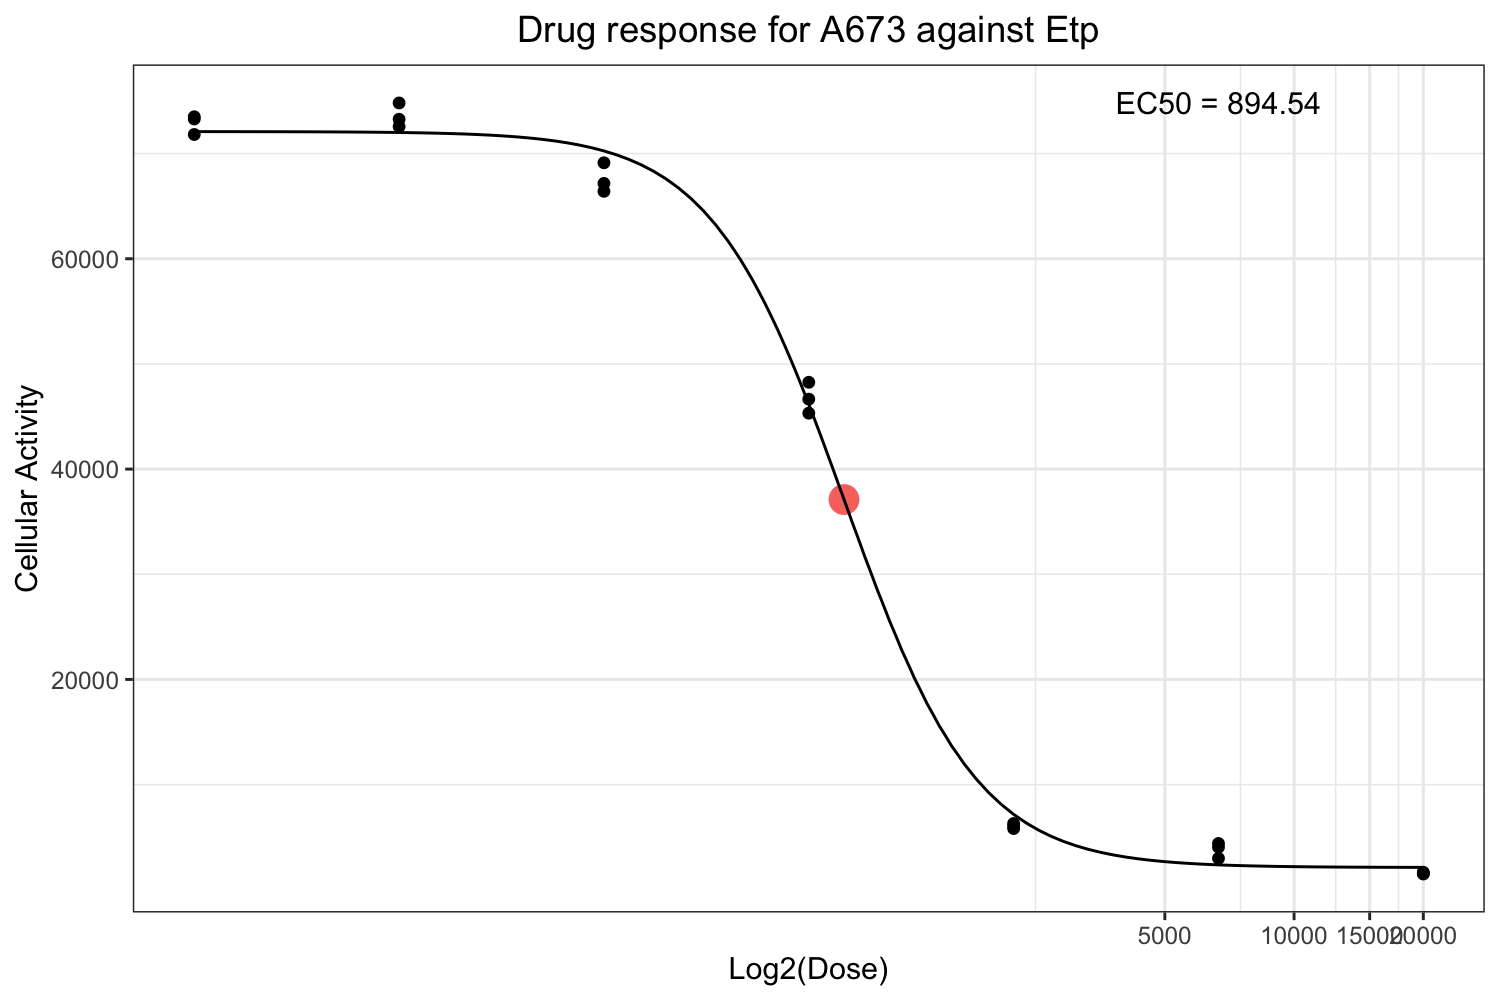 Drug response for A673 against Etp
EC50 = 894.54
60000
40000
20000
Cellular Activity
5000 10000 15000 20000
Log2(Dose)